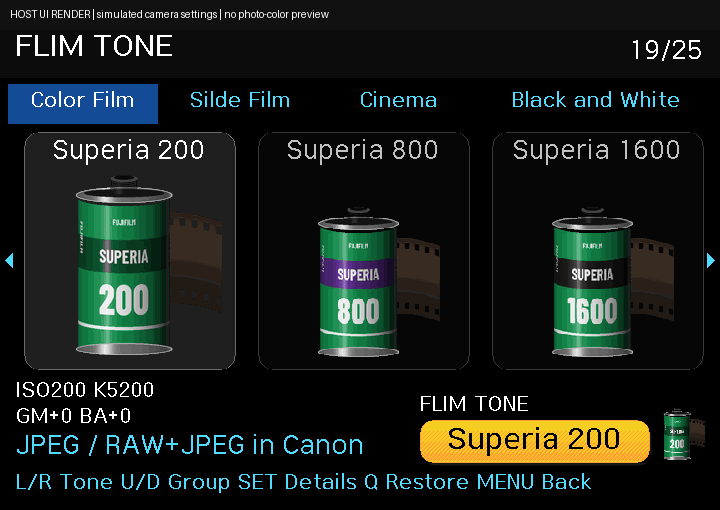 HOST UI RENDER | simulated camera settings | no photo-color preview
FLIM TONE
19/25
Color Film
Silde Film
Cinema
Black and White
Superia 200
Superia 800
Superia 1600
FUJIFILM
FUJIFILM
SUPERIA
200
FUJIFILM
SUPERIA
800
FUJIFILM
SUPERIA
1600
ISO200 K5200
GM+0 BA+0
JPEG / RAW+JPEG in Canon
FLIM TONE
Superia 200
SUPERIA
200
L/R Tone U/D Group SET Details Q Restore MENU Back